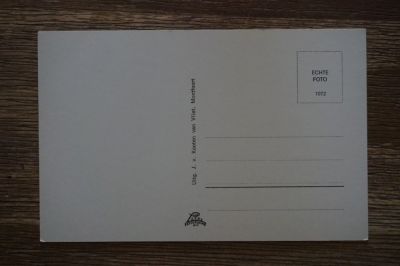 ECHTE
FOTO
1072
Uitg. J. v. Kooten van Vliet, Montfoort